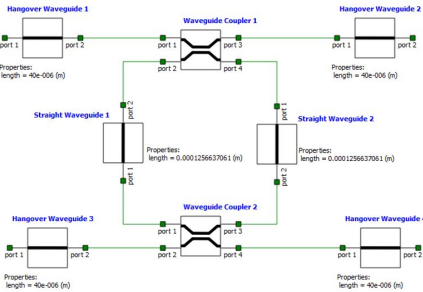 Hangover Waveguide 1
Waveguide Coupler 1
Hangover Waveguide 2
port 1
port 2
port 1
port 3
port 1
port 2
port 2
port 4
Properties:
length = 40e-006 (m)
Properties:
length = 40e-006 (m)
Straight Waveguide 1
port 2
port 1
Properties:
length = 0.0001256637061 (m)
port 1
port 2
Straight Waveguide 2
Properties:
length = 0.0001256637061 (m)
Hangover Waveguide 3
Waveguide Coupler 2
Hangover Waveguide
port 1
port 2
port 1
port 3
port 2
port 4
port 1
port 2
Properties:
length = 40e-006 (m)
Properties:
length = 40e-006 (m)